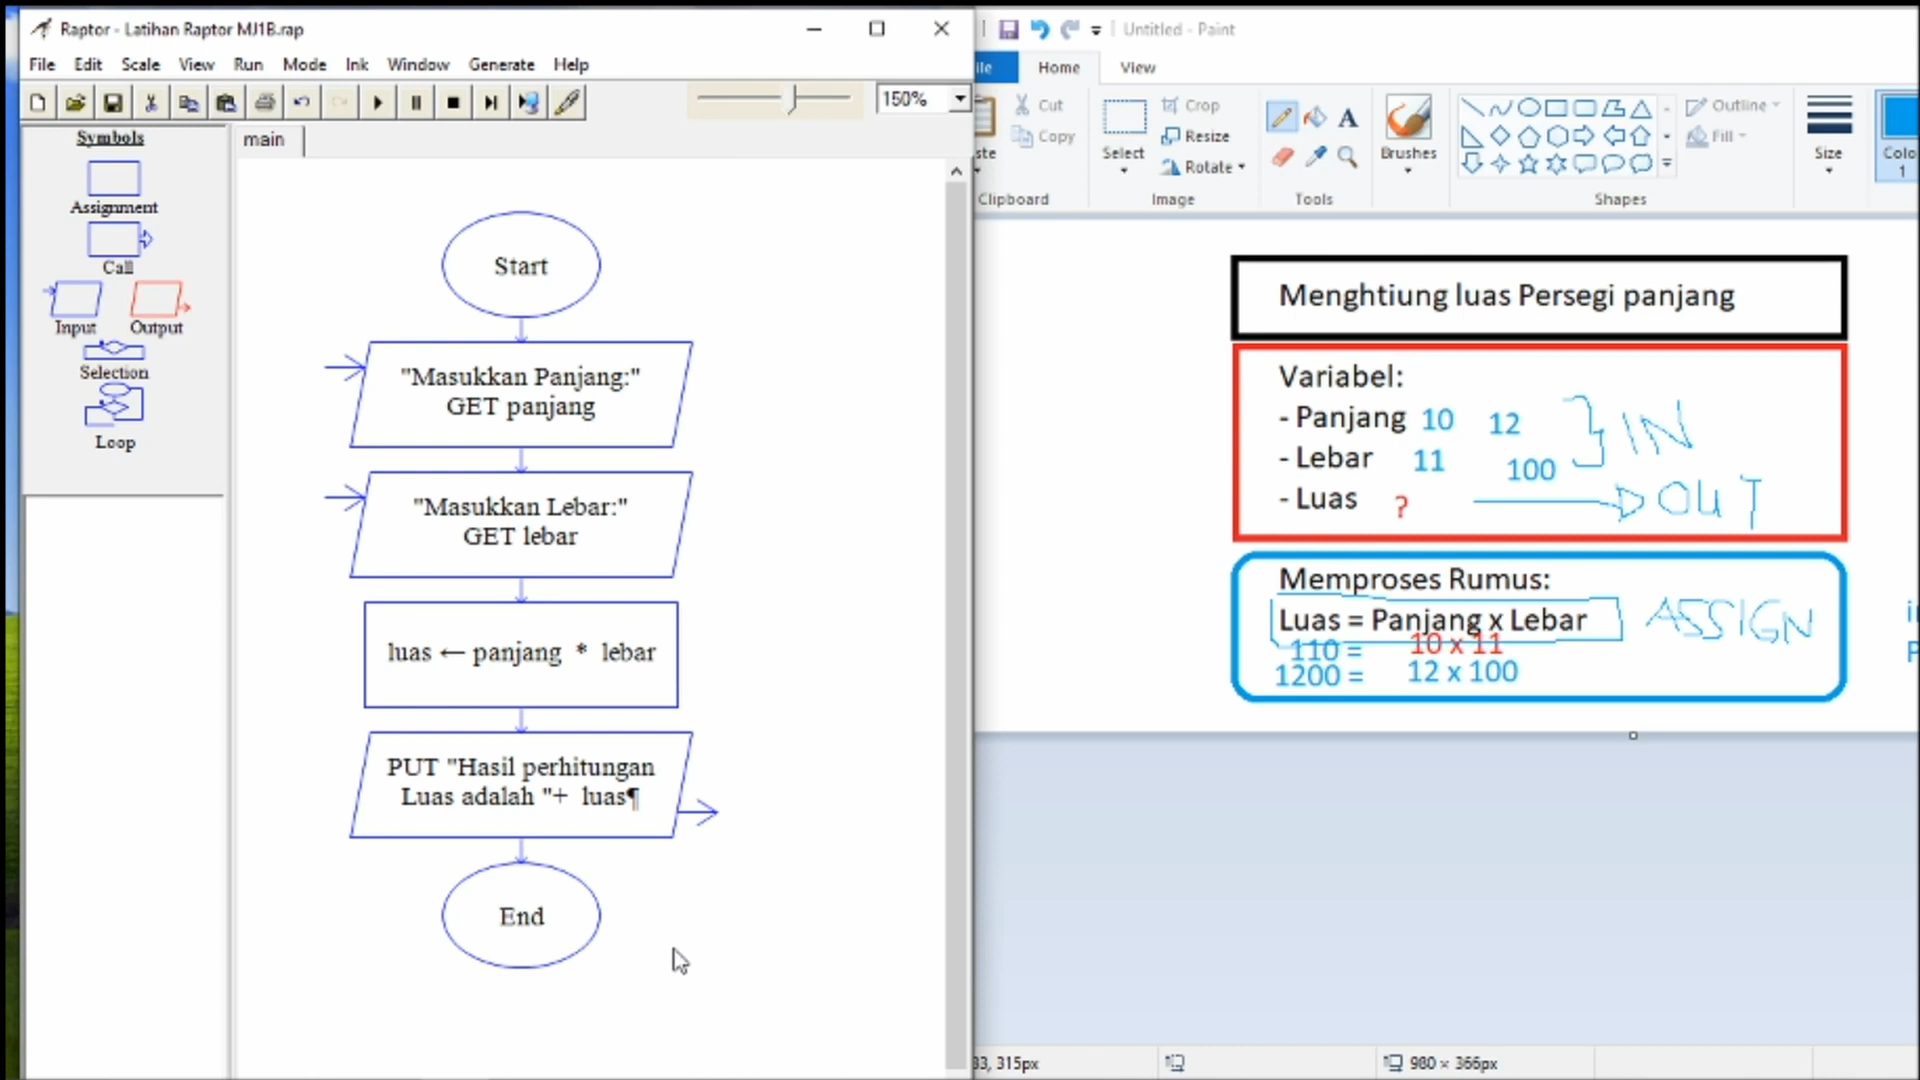 Raptor - Latihan Raptor MJ1B.rap
File Edit Scale View Run Mode Ink Window Generate Help
150%
Symbols
Assignment
Call
Input Output
Selection
Loop
main
Start
"Masukkan Panjang:"
GET panjang
"Masukkan Lebar:"
GET lebar
luas ← panjang * lebar
PUT "Hasil perhitungan
Luas adalah "+ luas¶
End
Untitled - Paint
Home View
Cut
Copy
Clipboard
Select
Crop
Resize
Rotate
Image
A
Tools
Brushes
Shapes
Outline
Fill
Size
1
Menghtiung luas Persegi panjang
Variabel:
- Panjang 10 12
- Lebar 11 100
IN
- Luas ? OUT
Memproses Rumus:
Luas = Panjang x Lebar ASSIGN
110 = 10 x 11
1200 = 12 x 100
33, 315px
980 × 366px